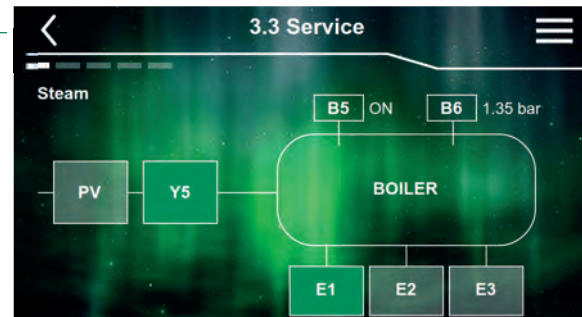 3.3 Service
Steam
B5 ON B6 1.35 bar
PV Y5 BOILER
E1 E2 E3